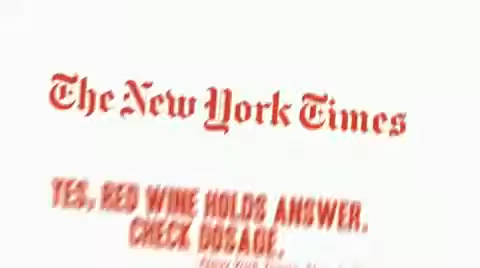 The New York Times
YES, RED WINE HOLDS ANSWER.
CHECK DOSAGE.